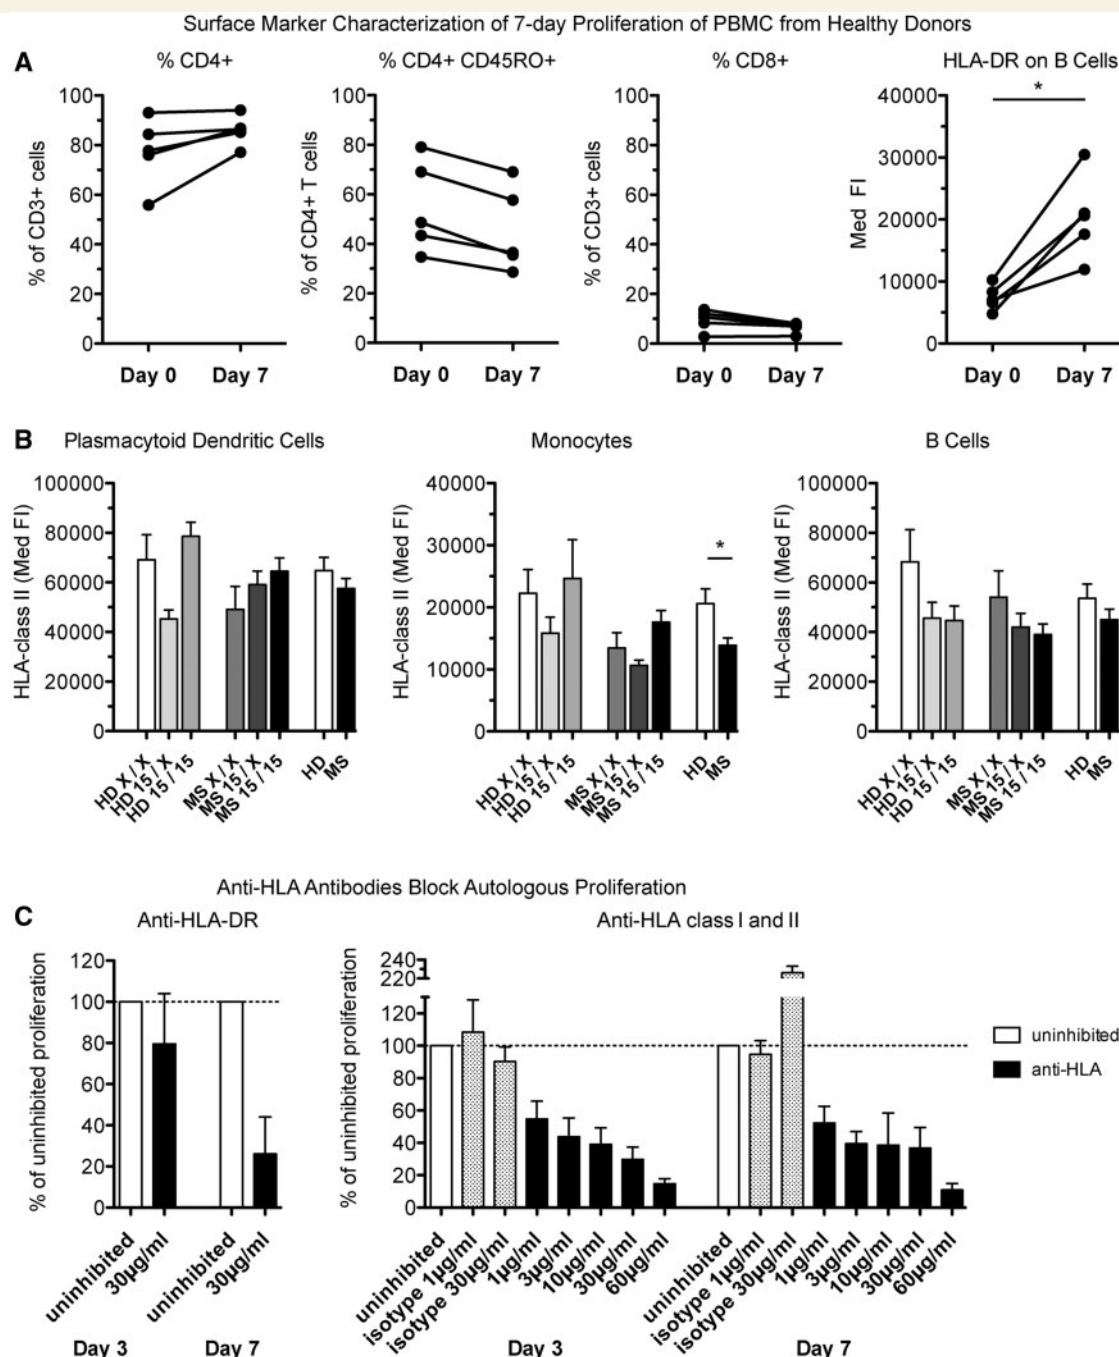 Surface Marker Characterization of 7-day Proliferation of PBMC from Healthy Donors
A
% CD4+
% of CD3+ cells
100
80
60
40
20
0
Day 0 Day 7
% CD4+ CD45RO+
% of CD4+ T cells
100
80
60
40
20
0
Day 0 Day 7
% CD8+
% of CD3+ cells
100
80
60
40
20
0
Day 0 Day 7
HLA-DR on B Cells
Med FI
40000
30000
20000
10000
0
*
Day 0 Day 7
B
Plasmacytoid Dendritic Cells
HLA-class II (Med FI)
100000
80000
60000
40000
20000
0
HD X / X
HD 15 / X
HD 15 / 15
MS X / X
MS 15 / X
MS 15 / 15
HD
MS
Monocytes
HLA-class II (Med FI)
40000
30000
20000
10000
0
*
HD X / X
HD 15 / X
HD 15 / 15
MS X / X
MS 15 / X
MS 15 / 15
HD
MS
B Cells
HLA-class II (Med FI)
100000
80000
60000
40000
20000
0
HD X / X
HD 15 / X
HD 15 / 15
MS X / X
MS 15 / X
MS 15 / 15
HD
MS
Anti-HLA Antibodies Block Autologous Proliferation
C
Anti-HLA-DR
% of uninhibited proliferation
120
100
80
60
40
20
0
uninhibited
30µg/ml
uninhibited
30µg/ml
Day 3 Day 7
Anti-HLA class I and II
% of uninhibited proliferation
240
220
120
100
80
60
40
20
0
uninhibited
isotype 1µg/ml
isotype 30µg/ml
1µg/ml
3µg/ml
10µg/ml
30µg/ml
60µg/ml
uninhibited
isotype 1µg/ml
isotype 30µg/ml
1µg/ml
3µg/ml
10µg/ml
30µg/ml
60µg/ml
Day 3 Day 7
uninhibited
anti-HLA